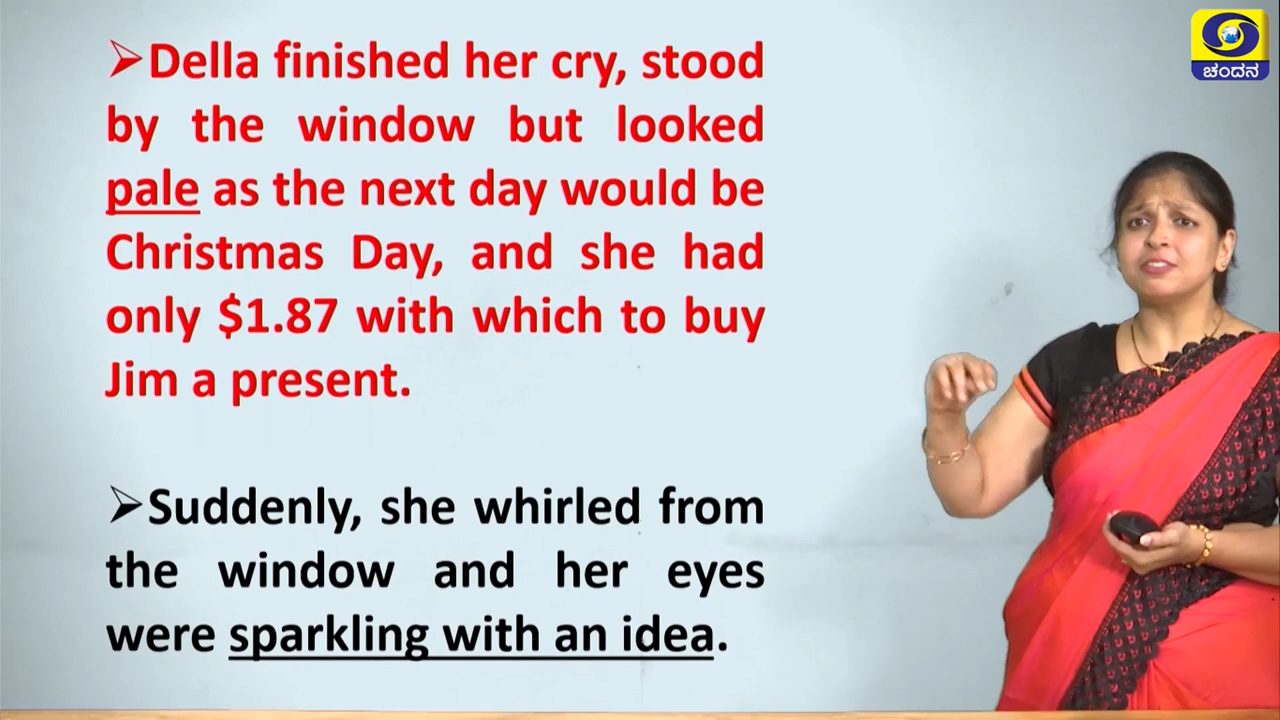 ➢Della finished her cry, stood
by the window but looked
pale as the next day would be
Christmas Day, and she had
only $1.87 with which to buy
Jim a present.
➢Suddenly, she whirled from
the window and her eyes
were sparkling with an idea.
ಚಂದನ